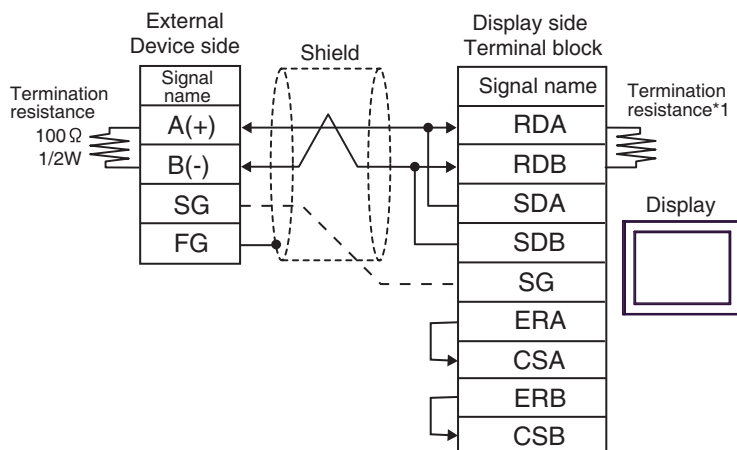 External
Device side
Shield
Display side
Terminal block
Termination
resistance
100Ω
1/2W
Signal
name
A(+)
B(-)
SG
FG
Signal name
RDA
RDB
SDA
SDB
SG
ERA
CSA
ERB
CSB
Termination
resistance*1
Display